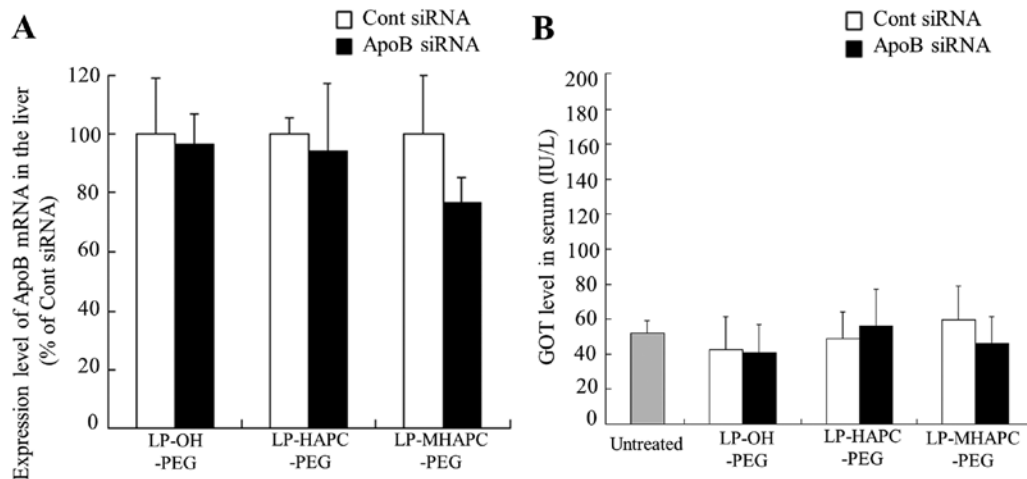 A
Cont siRNA
ApoB siRNA
Expression level of ApoB mRNA in the liver
(% of Cont siRNA)
120
100
80
60
40
20
0
LP-OH
-PEG
LP-HAPC
-PEG
LP-MHAPC
-PEG
B
Cont siRNA
ApoB siRNA
GOT level in serum (IU/L)
200
180
160
140
120
100
80
60
40
20
0
Untreated
LP-OH
-PEG
LP-HAPC
-PEG
LP-MHAPC
-PEG